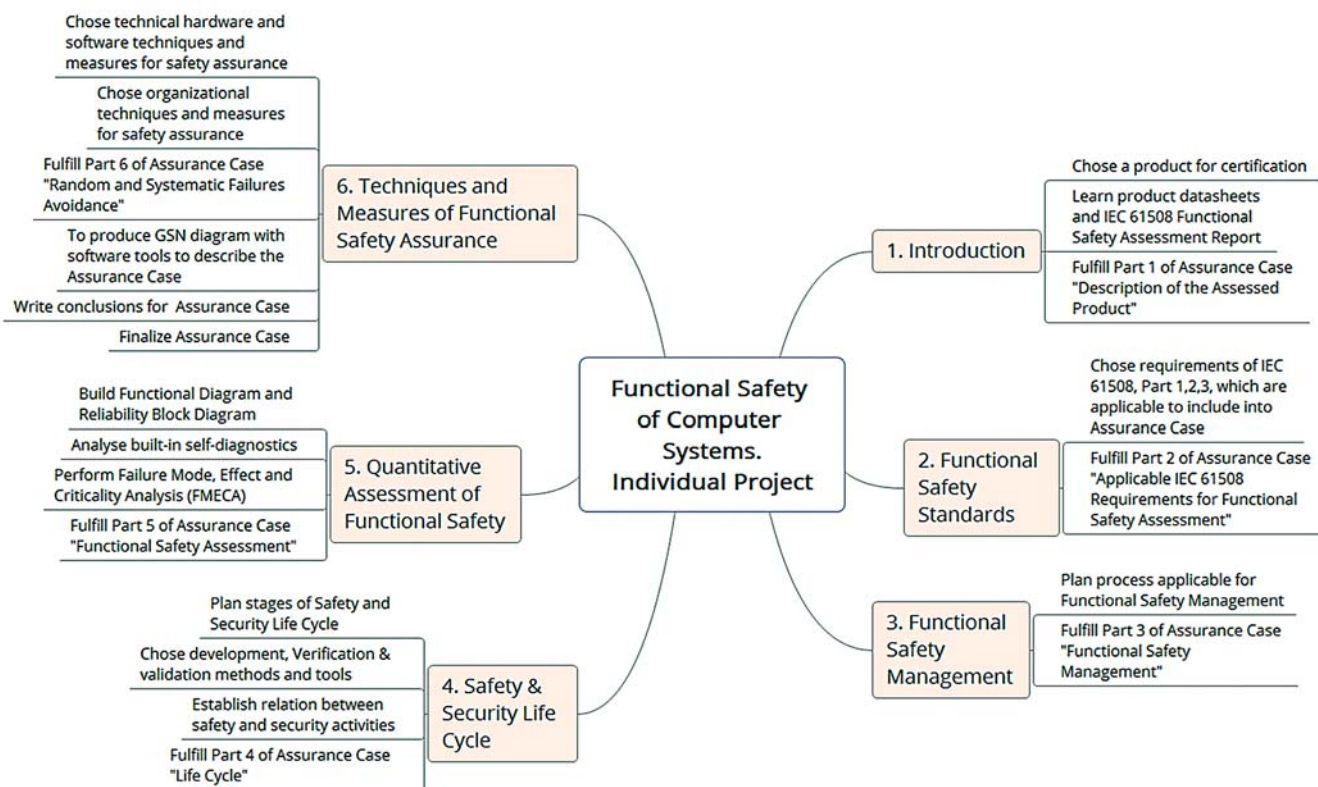 Functional Safety
of Computer
Systems.
Individual Project
1. Introduction
Chose a product for certification
Learn product datasheets
and IEC 61508 Functional
Safety Assessment Report
Fulfill Part 1 of Assurance Case
"Description of the Assessed
Product"
2. Functional
Safety
Standards
Chose requirements of IEC
61508, Part 1,2,3, which are
applicable to include into
Assurance Case
Fulfill Part 2 of Assurance Case
"Applicable IEC 61508
Requirements for Functional
Safety Assessment"
3. Functional
Safety
Management
Plan process applicable for
Functional Safety Management
Fulfill Part 3 of Assurance Case
"Functional Safety
Management"
4. Safety &
Security Life
Cycle
Plan stages of Safety and
Security Life Cycle
Chose development, Verification &
validation methods and tools
Establish relation between
safety and security activities
Fulfill Part 4 of Assurance Case
"Life Cycle"
5. Quantitative
Assessment of
Functional Safety
Build Functional Diagram and
Reliability Block Diagram
Analyse built-in self-diagnostics
Perform Failure Mode, Effect and
Criticality Analysis (FMECA)
Fulfill Part 5 of Assurance Case
"Functional Safety Assessment"
6. Techniques and
Measures of Functional
Safety Assurance
Chose technical hardware and
software techniques and
measures for safety assurance
Chose organizational
techniques and measures
for safety assurance
Fulfill Part 6 of Assurance Case
"Random and Systematic Failures
Avoidance"
To produce GSN diagram with
software tools to describe the
Assurance Case
Write conclusions for Assurance Case
Finalize Assurance Case